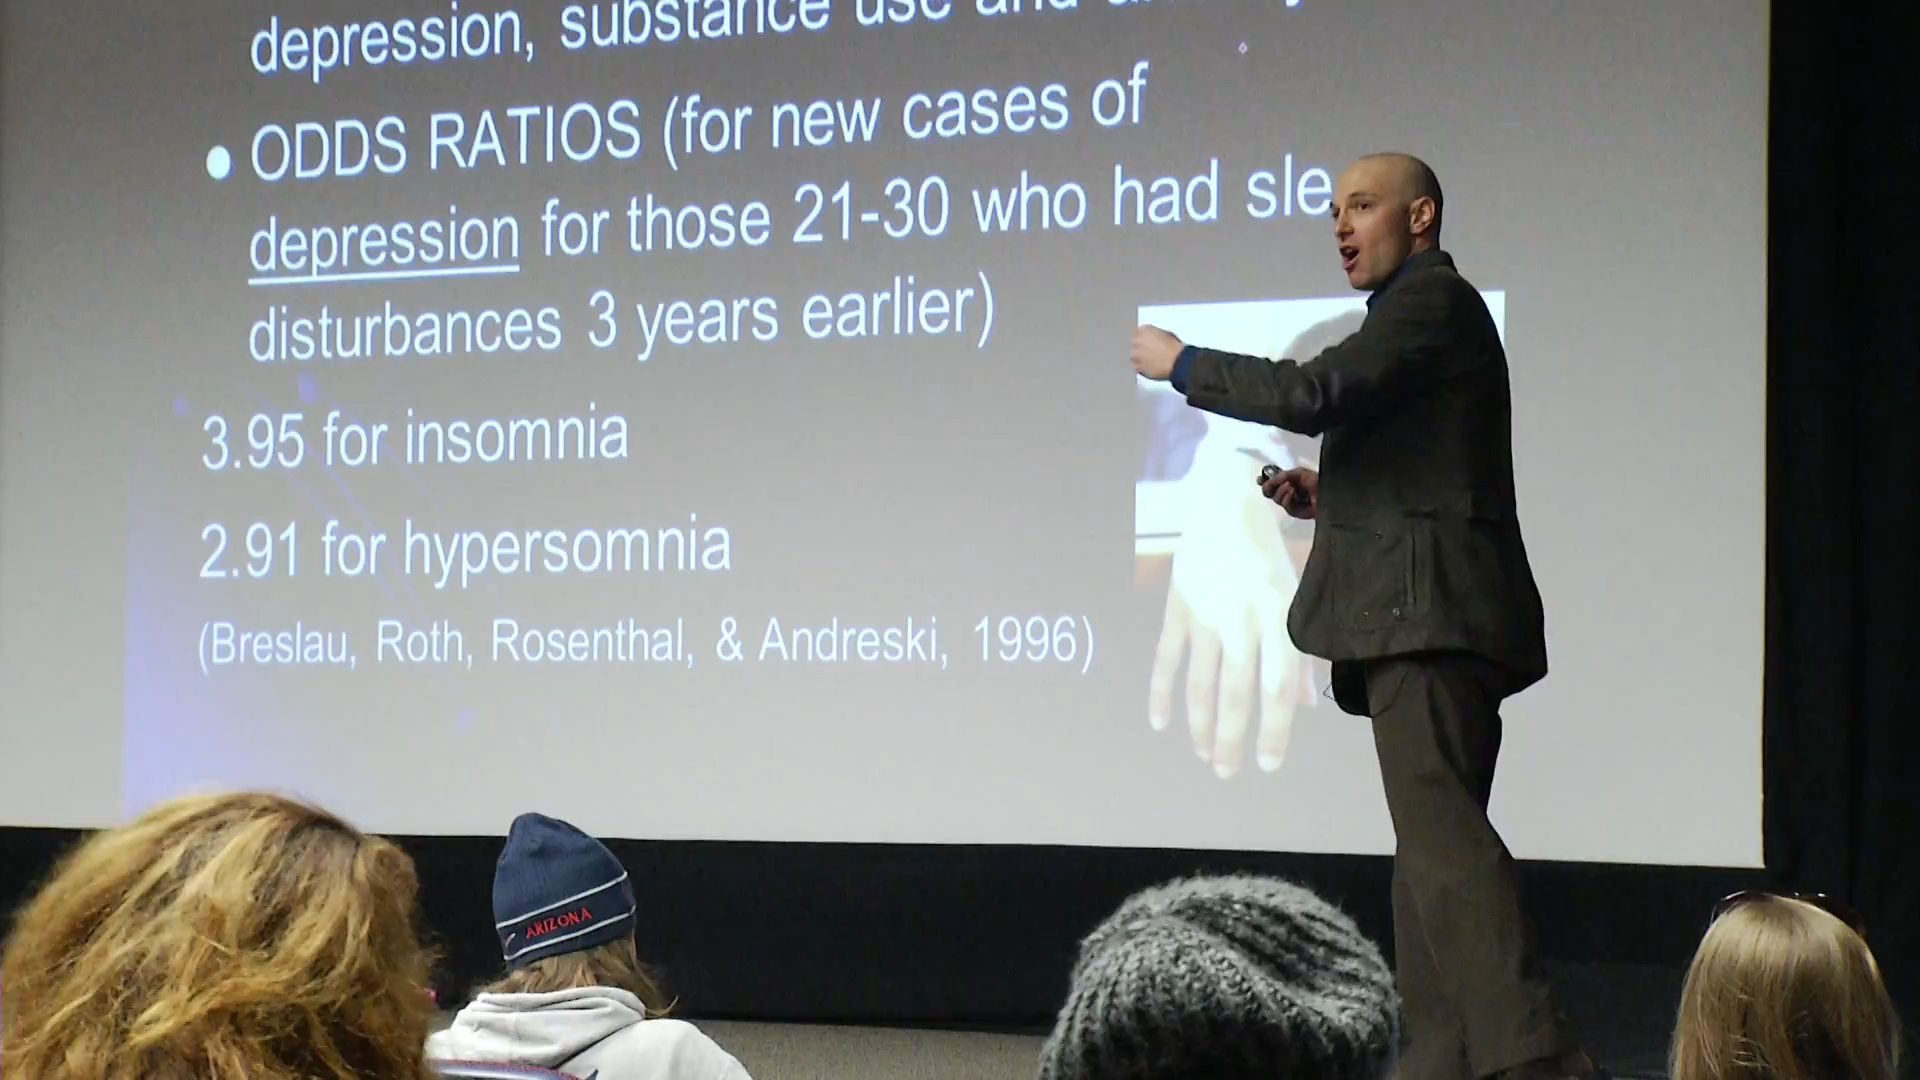 depression, substance use and
ODDS RATIOS (for new cases of
depression for those 21-30 who had
disturbances 3 years earlier)
3.95 for insomnia
2.91 for hypersomnia
(Breslau, Roth, Rosenthal, & Andreski, 1996)
ARIZONA